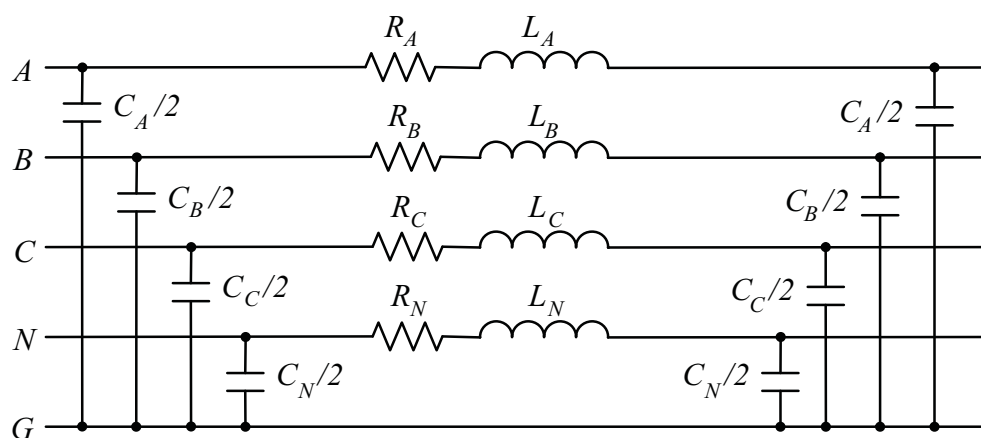 R_A L_A
A
C_A/2 C_A/2
R_B L_B
B
C_B/2 C_B/2
R_C L_C
C
C_C/2 C_C/2
R_N L_N
N
C_N/2 C_N/2
G